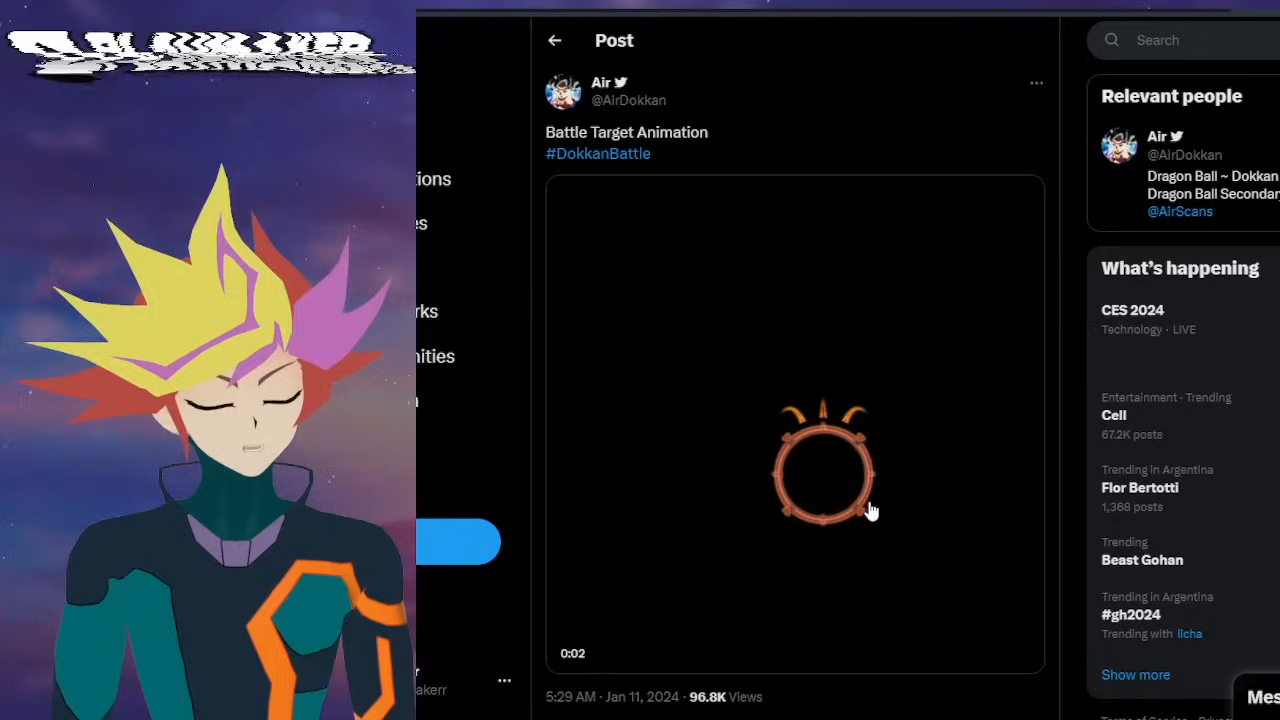 Post
Search
Air
@AirDokkan
Battle Target Animation
#DokkanBattle
0:02
5:29 AM · Jan 11, 2024 · 96.8K Views
tions
es
rks
nities
r
akerr
Relevant people
Air
@AirDokkan
Dragon Ball ~ Dokkan
Dragon Ball Secondary
@AirScans
What's happening
CES 2024
Technology · LIVE
Entertainment · Trending
Cell
67.2K posts
Trending in Argentina
Flor Bertotti
1,368 posts
Trending
Beast Gohan
Trending in Argentina
#gh2024
Trending with licha
Show more
Mes